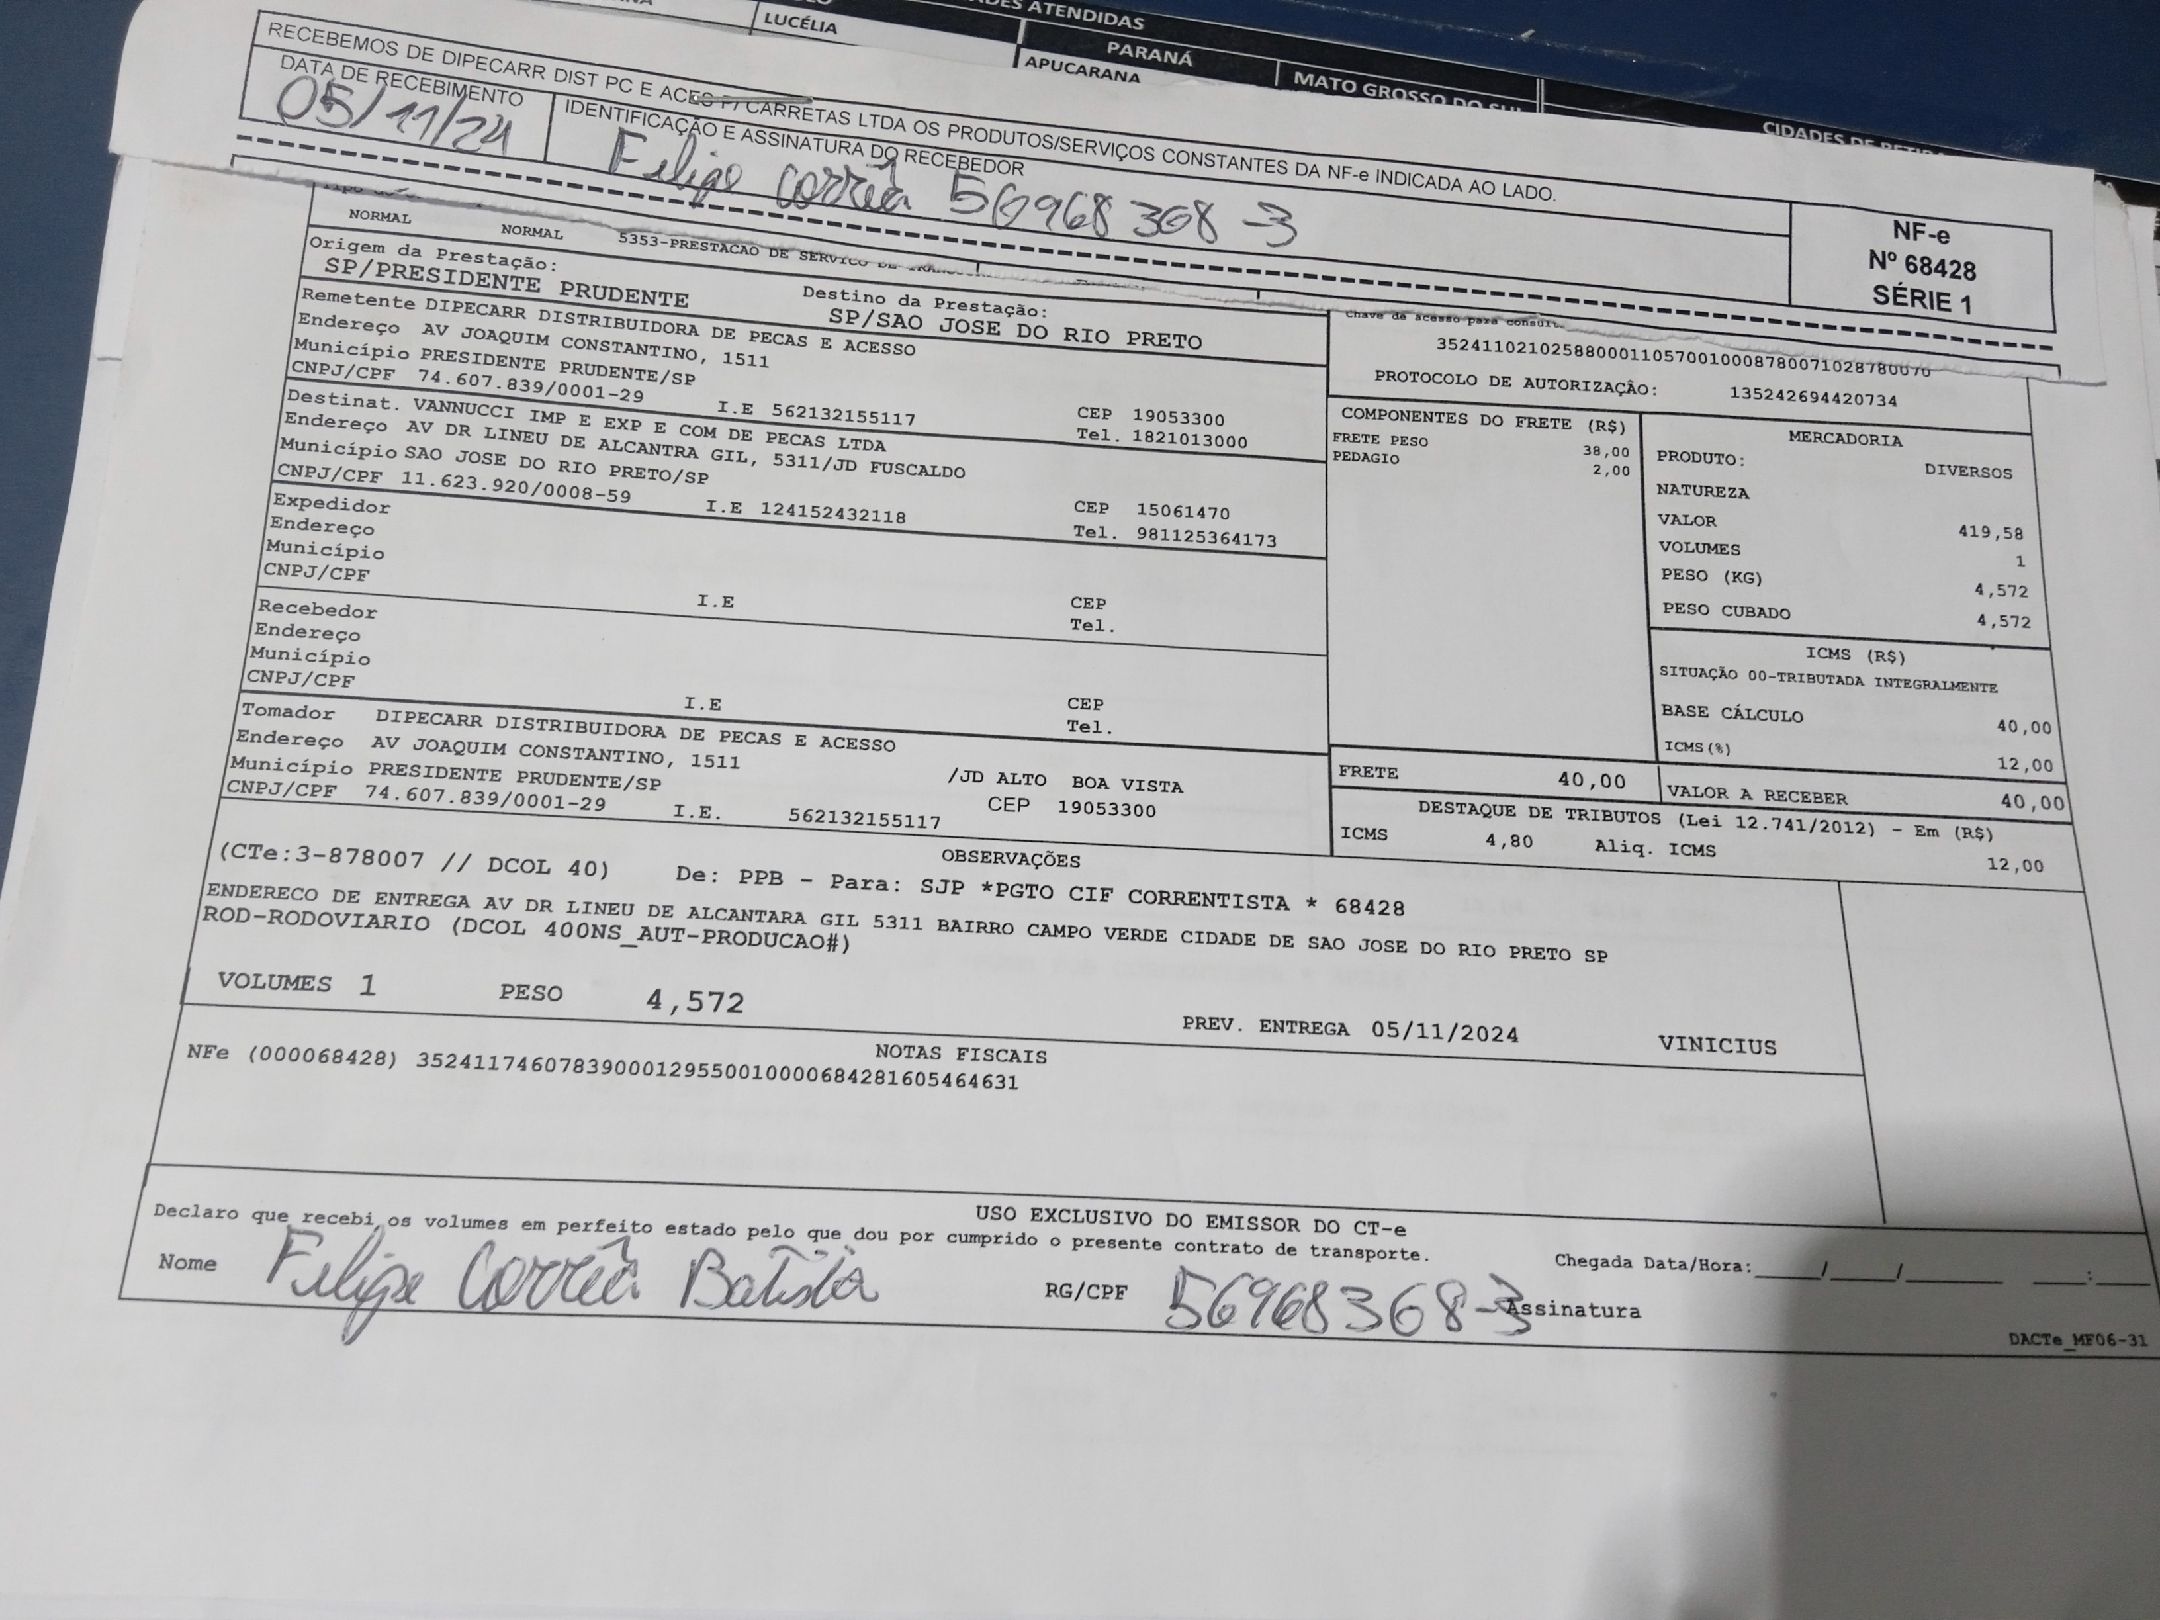 LUCÉLIA
ATENDIDAS
PARANÁ
APUCARANA
MATO GROSSO DO SUL
CIDADES DE
RECEBEMOS DE DIPECARR DIST PC E ACES P/ CARRETAS LTDA OS PRODUTOS/SERVIÇOS CONSTANTES DA NF-e INDICADA AO LADO.
DATA DE RECEBIMENTO
05/11/24
IDENTIFICAÇÃO E ASSINATURA DO RECEBEDOR
Filipe Corrêa 56968368-3
NF-e
Nº 68428
SÉRIE 1
NORMAL NORMAL 5353-PRESTACAO DE SERVICO DE
Origem da Prestação:
SP/PRESIDENTE PRUDENTE
Destino da Prestação:
SP/SAO JOSE DO RIO PRETO
Remetente DIPECARR DISTRIBUIDORA DE PECAS E ACESSO
Endereço AV JOAQUIM CONSTANTINO, 1511
Município PRESIDENTE PRUDENTE/SP CEP 19053300
CNPJ/CPF 74.607.839/0001-29 I.E 562132155117 Tel. 1821013000
Destinat. VANNUCCI IMP E EXP E COM DE PECAS LTDA
Endereço AV DR LINEU DE ALCANTRA GIL, 5311/JD FUSCALDO
Município SAO JOSE DO RIO PRETO/SP CEP 15061470
CNPJ/CPF 11.623.920/0008-59 I.E 124152432118 Tel. 981125364173
Expedidor
Endereço
Município CEP
CNPJ/CPF I.E Tel.
Recebedor
Endereço
Município CEP
CNPJ/CPF I.E Tel.
Tomador DIPECARR DISTRIBUIDORA DE PECAS E ACESSO
Endereço AV JOAQUIM CONSTANTINO, 1511 /JD ALTO BOA VISTA
Município PRESIDENTE PRUDENTE/SP CEP 19053300
CNPJ/CPF 74.607.839/0001-29 I.E. 562132155117
Chave de acesso para
35241102102588000110570010008780071028780070
PROTOCOLO DE AUTORIZAÇÃO: 135242694420734
COMPONENTES DO FRETE (R$)
FRETE PESO 38,00
PEDAGIO 2,00
MERCADORIA
PRODUTO: DIVERSOS
NATUREZA
VALOR 419,58
VOLUMES 1
PESO (KG) 4,572
PESO CUBADO 4,572
ICMS (R$)
SITUAÇÃO 00-TRIBUTADA INTEGRALMENTE
BASE CÁLCULO 40,00
ICMS(%) 12,00
FRETE 40,00 VALOR A RECEBER 40,00
DESTAQUE DE TRIBUTOS (Lei 12.741/2012) - Em (R$)
ICMS 4,80 Aliq. ICMS 12,00
OBSERVAÇÕES
(CTe:3-878007 // DCOL 40) De: PPB - Para: SJP *PGTO CIF CORRENTISTA * 68428
ENDERECO DE ENTREGA AV DR LINEU DE ALCANTARA GIL 5311 BAIRRO CAMPO VERDE CIDADE DE SAO JOSE DO RIO PRETO SP
ROD-RODOVIARIO (DCOL 400NS_AUT-PRODUCAO#)
VOLUMES 1 PESO 4,572 PREV. ENTREGA 05/11/2024 VINICIUS
NOTAS FISCAIS
NFe (000068428) 35241174607839000129550010000684281605464631
USO EXCLUSIVO DO EMISSOR DO CT-e
Declaro que recebi os volumes em perfeito estado pelo que dou por cumprido o presente contrato de transporte.
Chegada Data/Hora:____/____/______ ___:___
Nome Filipe Corrêa Batista RG/CPF 56968368-3 Assinatura
DACTe_MF06-31